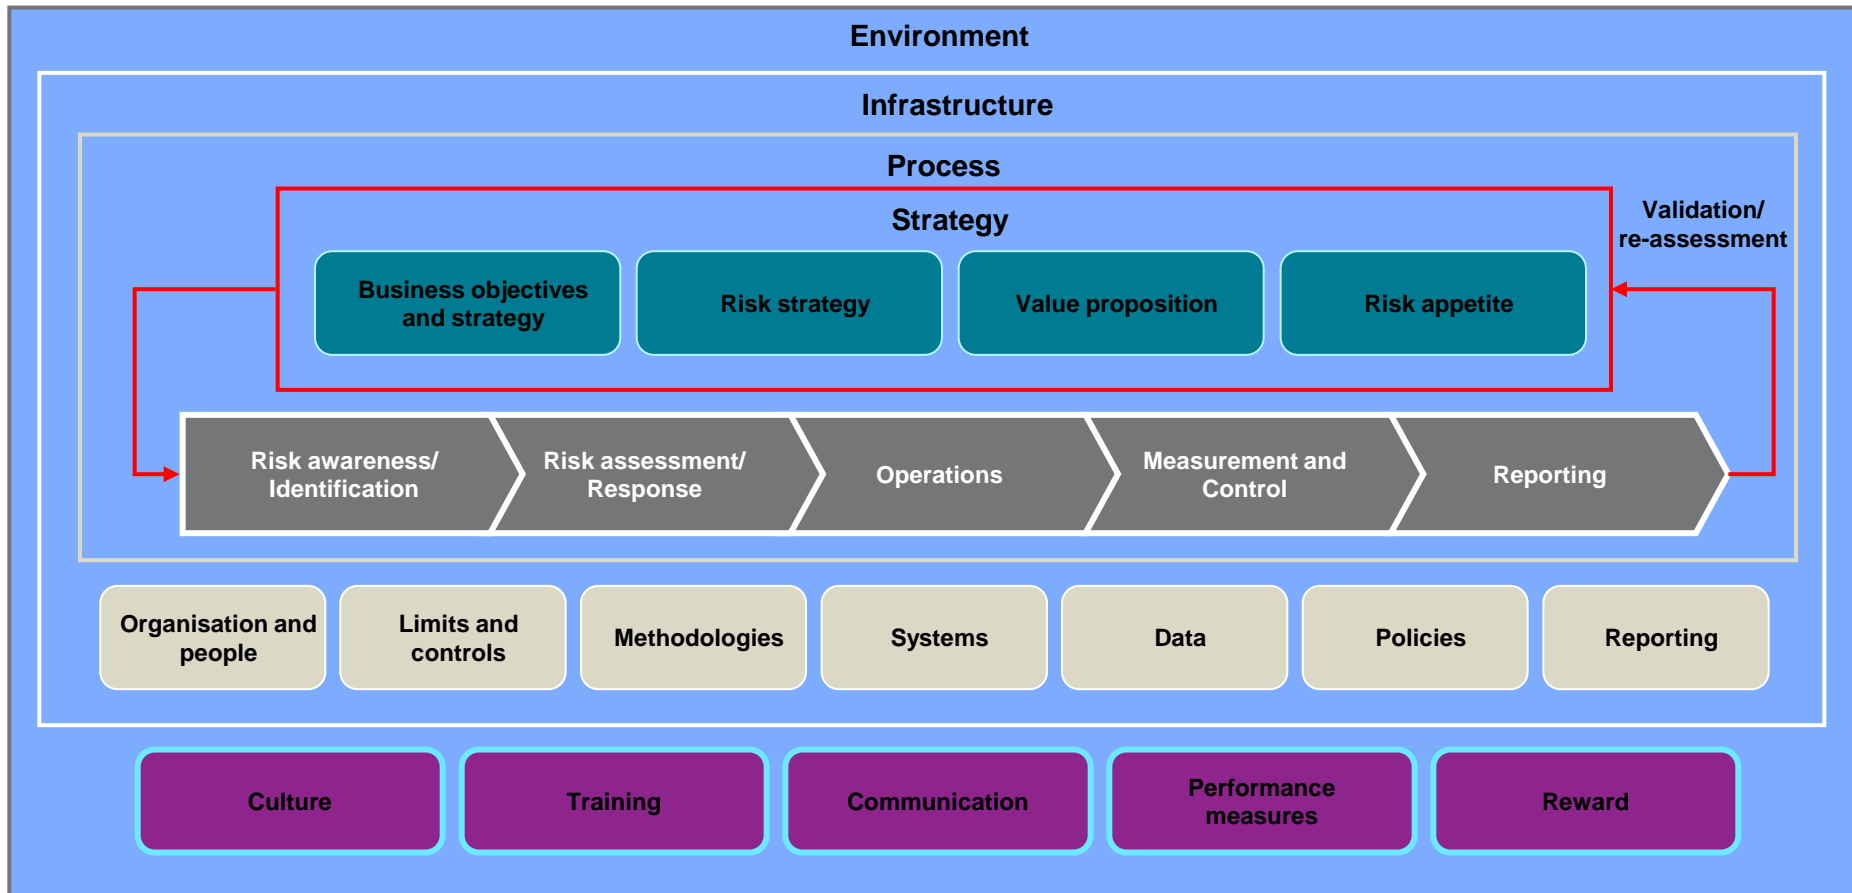 Environment
Infrastructure
Process
Strategy
Validation/
re-assessment
Business objectives
and strategy
Risk strategy
Value proposition
Risk appetite
Risk awareness/
Identification
Risk assessment/
Response
Operations
Measurement and
Control
Reporting
Organisation and
people
Limits and
controls
Methodologies
Systems
Data
Policies
Reporting
Culture
Training
Communication
Performance
measures
Reward